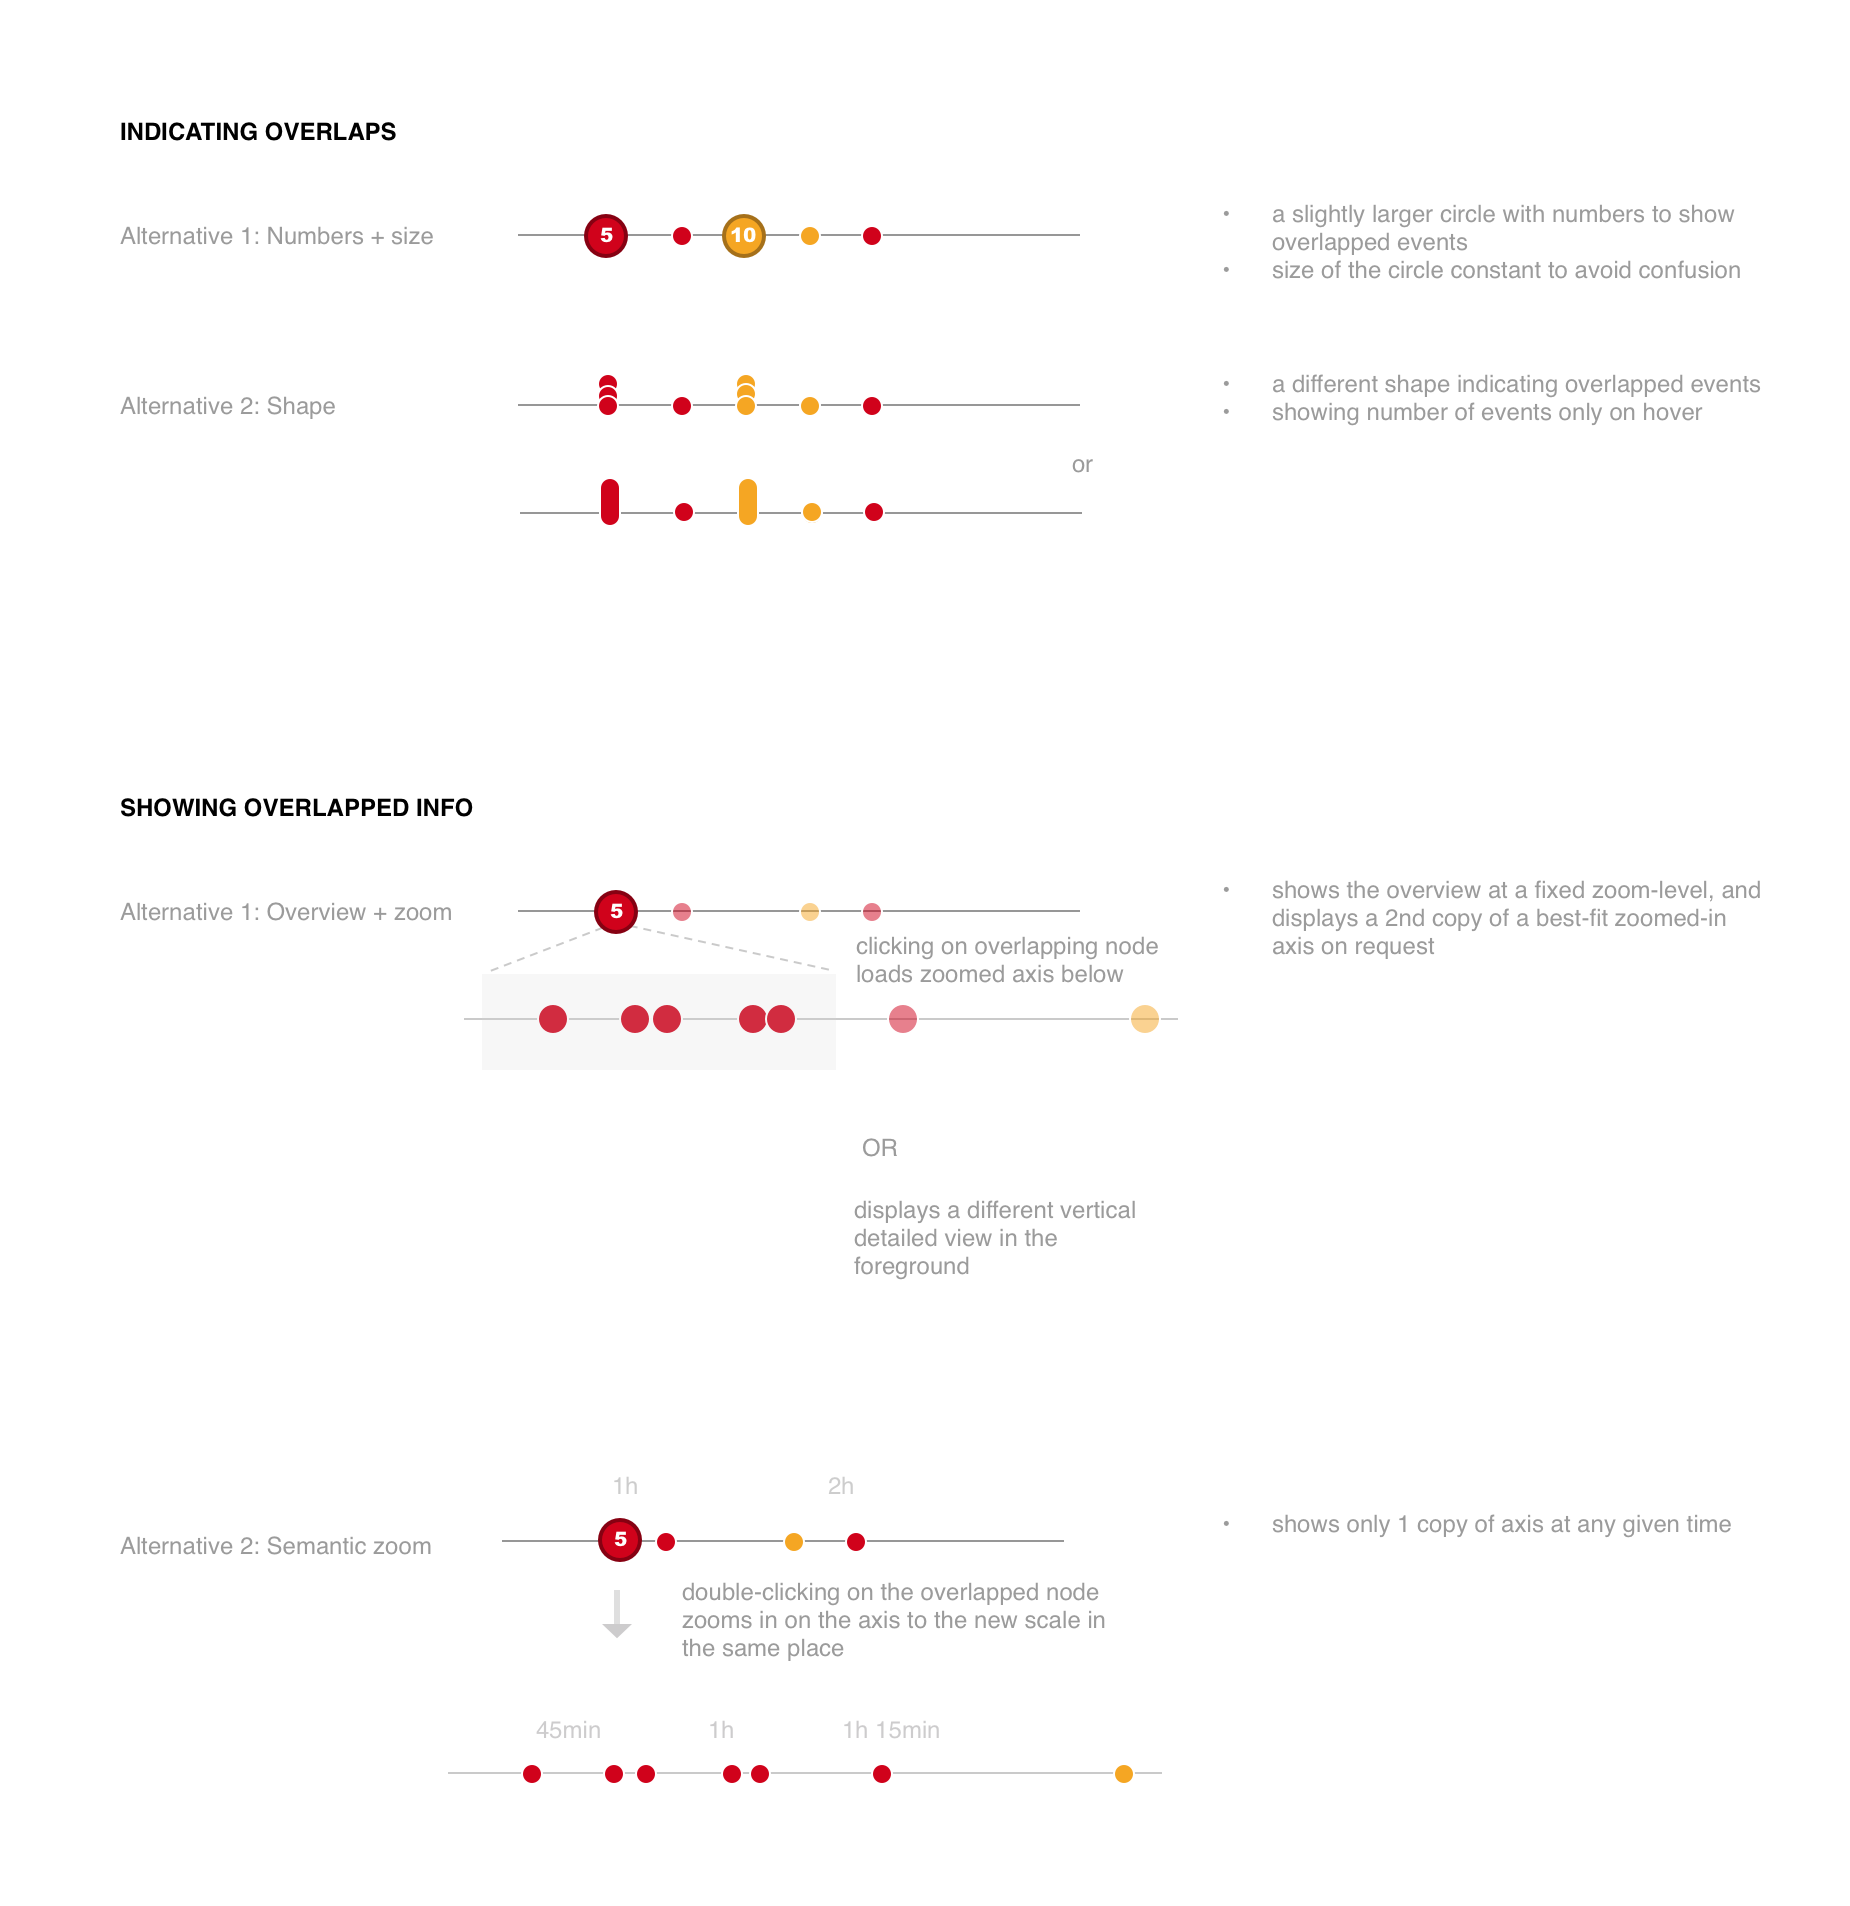 INDICATING OVERLAPS
Alternative 1: Numbers + size
5
10
• a slightly larger circle with numbers to show
overlapped events
• size of the circle constant to avoid confusion
Alternative 2: Shape
• a different shape indicating overlapped events
• showing number of events only on hover
or
SHOWING OVERLAPPED INFO
Alternative 1: Overview + zoom
5
• shows the overview at a fixed zoom-level, and
displays a 2nd copy of a best-fit zoomed-in
axis on request
clicking on overlapping node
loads zoomed axis below
OR
displays a different vertical
detailed view in the
foreground
1h
2h
Alternative 2: Semantic zoom
5
• shows only 1 copy of axis at any given time
double-clicking on the overlapped node
zooms in on the axis to the new scale in
the same place
45min
1h
1h 15min